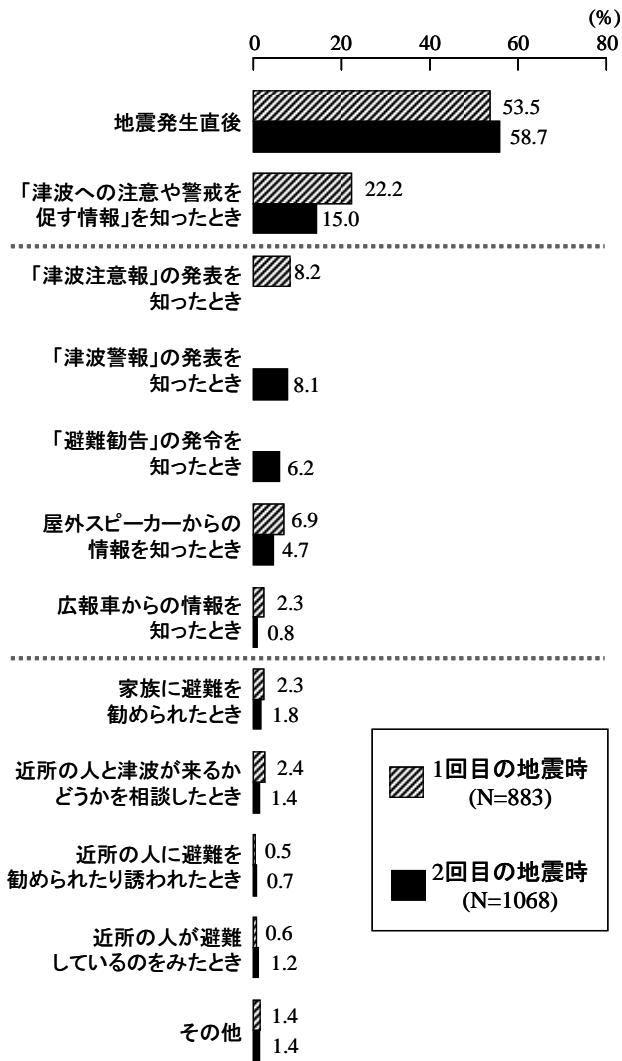 (%)
0 20 40 60 80
地震発生直後
53.5
58.7
「津波への注意や警戒を
促す情報」を知ったとき
22.2
15.0
「津波注意報」の発表を
知ったとき
8.2
「津波警報」の発表を
知ったとき
8.1
「避難勧告」の発令を
知ったとき
6.2
屋外スピーカーからの
情報を知ったとき
6.9
4.7
広報車からの情報を
知ったとき
2.3
0.8
家族に避難を
勧められたとき
2.3
1.8
近所の人と津波が来るか
どうかを相談したとき
2.4
1.4
近所の人に避難を
勧められたり誘われたとき
0.5
0.7
近所の人が避難
しているのをみたとき
0.6
1.2
その他
1.4
1.4
1回目の地震時
(N=883)
2回目の地震時
(N=1068)